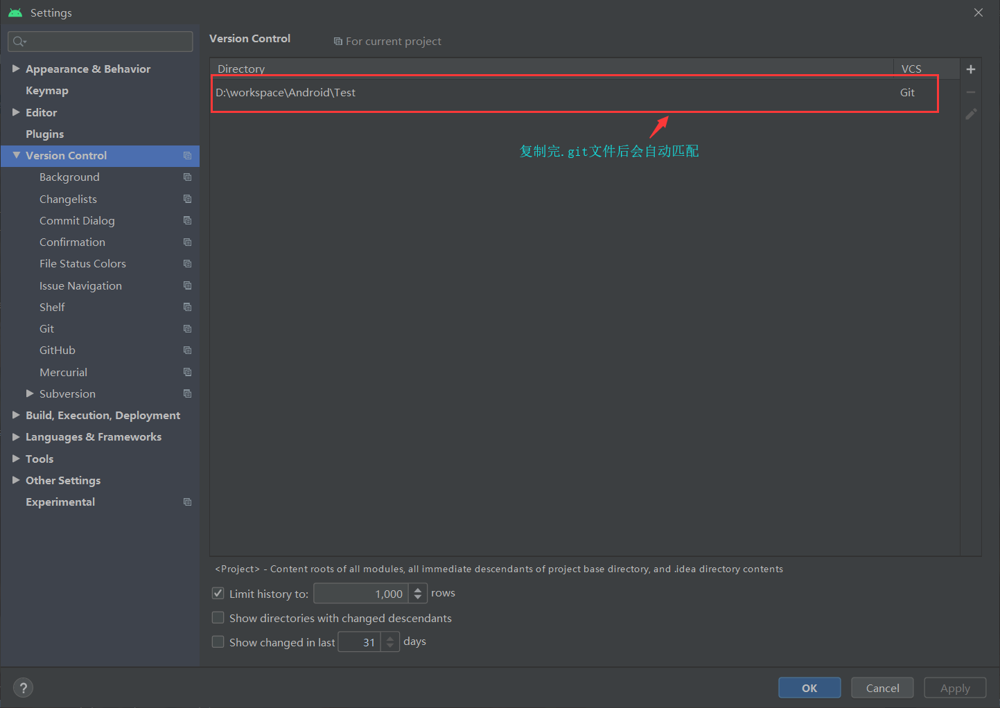 Settings
Version Control
For current project
Appearance & Behavior
Keymap
Editor
Plugins
Version Control
Background
Changelists
Commit Dialog
Confirmation
File Status Colors
Issue Navigation
Shelf
Git
GitHub
Mercurial
Subversion
Build, Execution, Deployment
Languages & Frameworks
Tools
Other Settings
Experimental
Directory VCS
D:\workspace\Android\Test Git
复制完.git文件后会自动匹配
<Project> - Content roots of all modules, all immediate descendants of project base directory, and .idea directory contents
Limit history to: 1,000 rows
Show directories with changed descendants
Show changed in last 31 days
? OK Cancel Apply